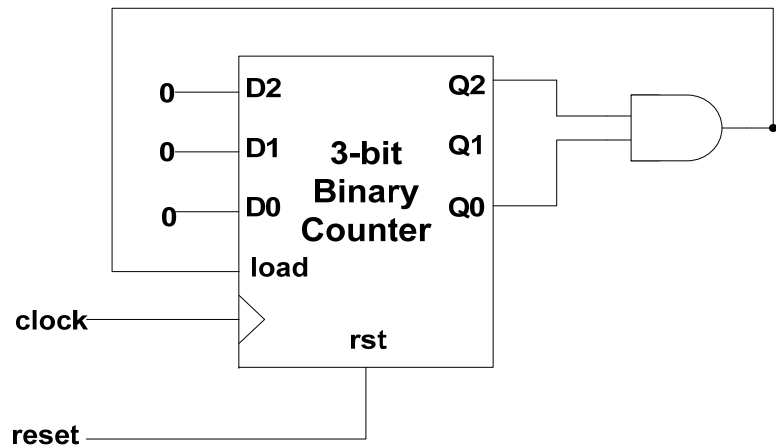 0
D2
Q2
0
D1
Q1
3-bit
Binary
Counter
0
D0
Q0
load
clock
rst
reset